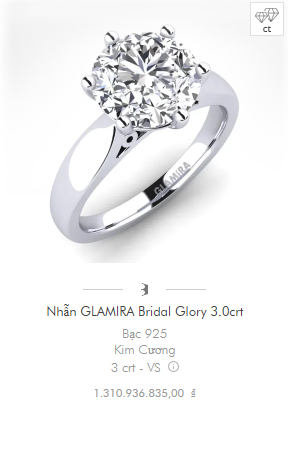 ct
GLAMIRA
Nhẫn GLAMIRA Bridal Glory 3.0crt
Bạc 925
Kim Cương
3 crt - VS
1.310.936.835,00 ₫